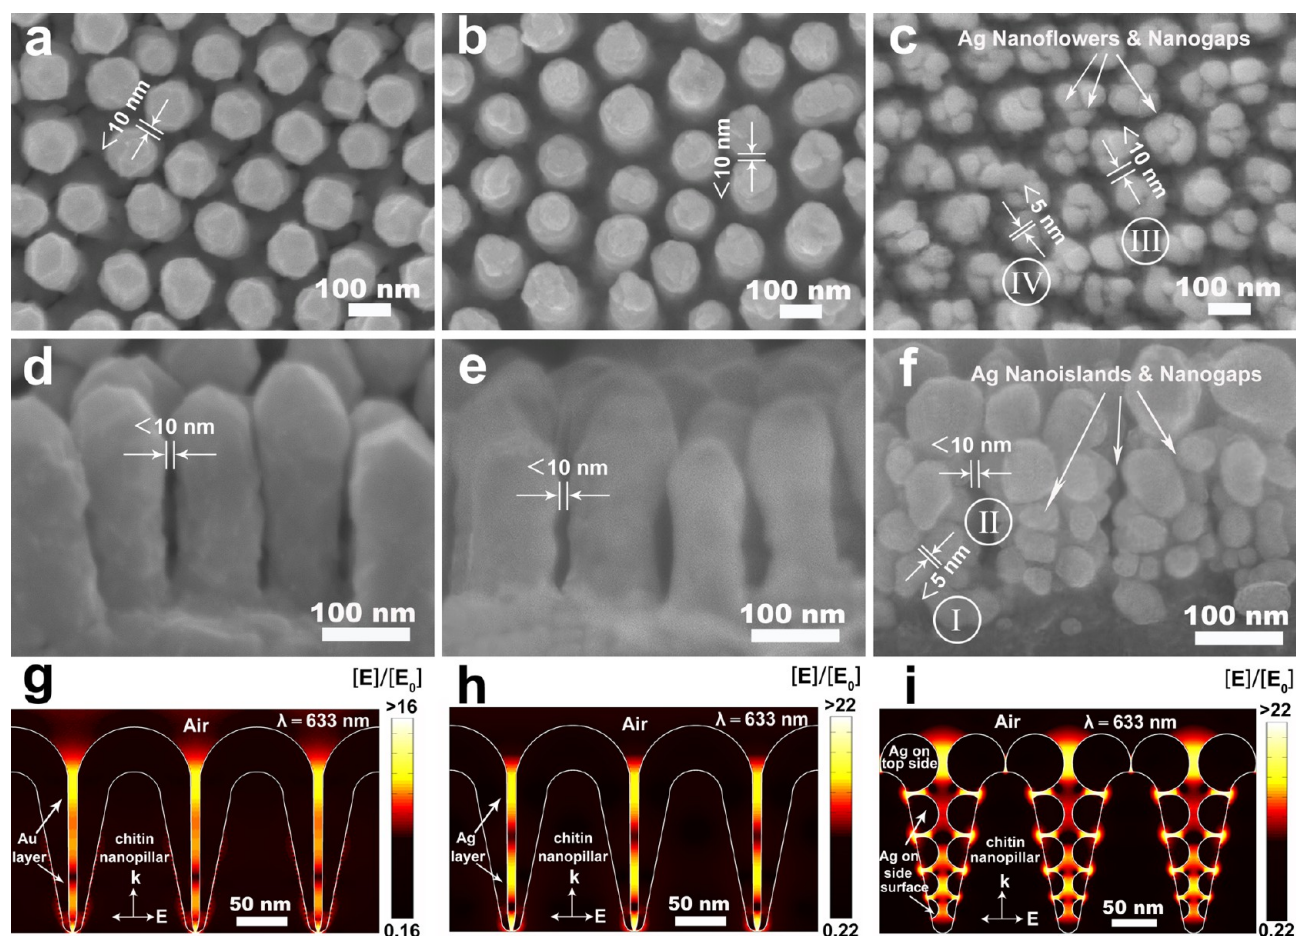 a
<10 nm
100 nm
b
<10 nm
100 nm
c
Ag Nanoflowers & Nanogaps
<10 nm
<5 nm
III
IV
100 nm
d
<10 nm
100 nm
e
<10 nm
100 nm
f
Ag Nanoislands & Nanogaps
<10 nm
II
<5 nm
I
100 nm
g
[E]/[E₀]
>16
Air
λ = 633 nm
Au
layer
chitin
nanopillar
k
E
50 nm
0.16
h
[E]/[E₀]
>22
Air
λ = 633 nm
Ag
layer
chitin
nanopillar
k
E
50 nm
0.22
i
[E]/[E₀]
>22
Air
λ = 633 nm
Ag on
top side
Ag on
side
surface
chitin
nanopillar
k
E
50 nm
0.22